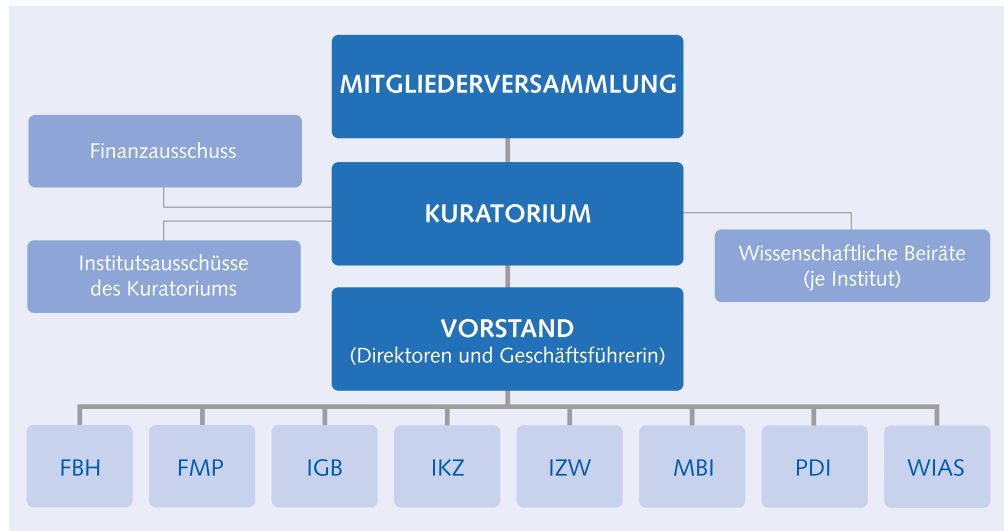 MITGLIEDERVERSAMMLUNG
Finanzausschuss
KURATORIUM
Institutsausschüsse
des Kuratoriums
Wissenschaftliche Beiräte
(je Institut)
VORSTAND
(Direktoren und Geschäftsführerin)
FBH
FMP
IGB
IKZ
IZW
MBI
PDI
WIAS